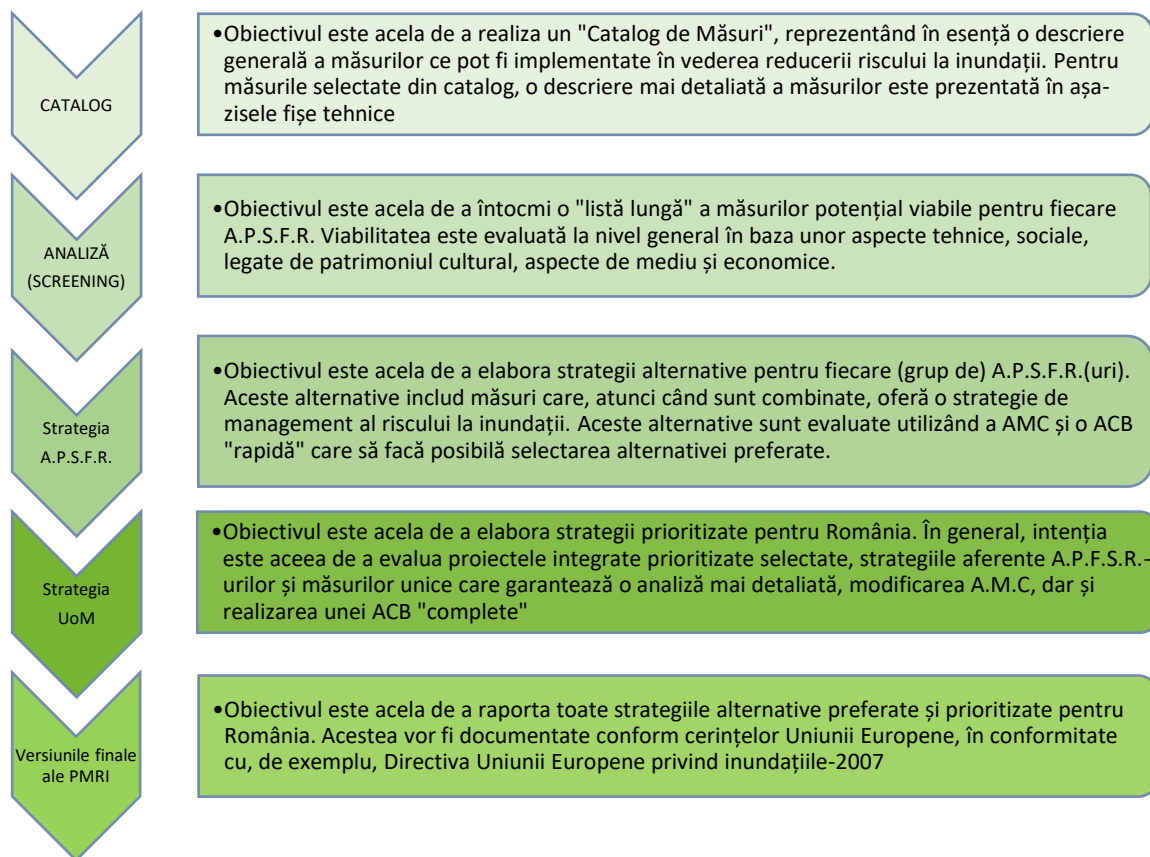 CATALOG
•Obiectivul este acela de a realiza un "Catalog de Măsuri", reprezentând în esență o descriere
generală a măsurilor ce pot fi implementate în vederea reducerii riscului la inundații. Pentru
măsurile selectate din catalog, o descriere mai detaliată a măsurilor este prezentată în așa-
zisele fișe tehnice
ANALIZĂ
(SCREENING)
•Obiectivul este acela de a întocmi o "listă lungă" a măsurilor potențial viabile pentru fiecare
A.P.S.F.R. Viabilitatea este evaluată la nivel general în baza unor aspecte tehnice, sociale,
legate de patrimoniul cultural, aspecte de mediu și economice.
Strategia
A.P.S.F.R.
•Obiectivul este acela de a elabora strategii alternative pentru fiecare (grup de) A.P.S.F.R.(uri).
Aceste alternative includ măsuri care, atunci când sunt combinate, oferă o strategie de
management al riscului la inundații. Aceste alternative sunt evaluate utilizând a AMC și o ACB
"rapidă" care să facă posibilă selectarea alternativei preferate.
Strategia
UoM
•Obiectivul este acela de a elabora strategii prioritizate pentru România. În general, intenția
este aceea de a evalua proiectele integrate prioritizate selectate, strategiile aferente A.P.F.S.R.-
urilor și măsurilor unice care garantează o analiză mai detaliată, modificarea A.M.C, dar și
realizarea unei ACB "complete"
Versiunile finale
ale PMRI
•Obiectivul este acela de a raporta toate strategiile alternative preferate și prioritizate pentru
România. Acestea vor fi documentate conform cerințelor Uniunii Europene, în conformitate
cu, de exemplu, Directiva Uniunii Europene privind inundațiile-2007